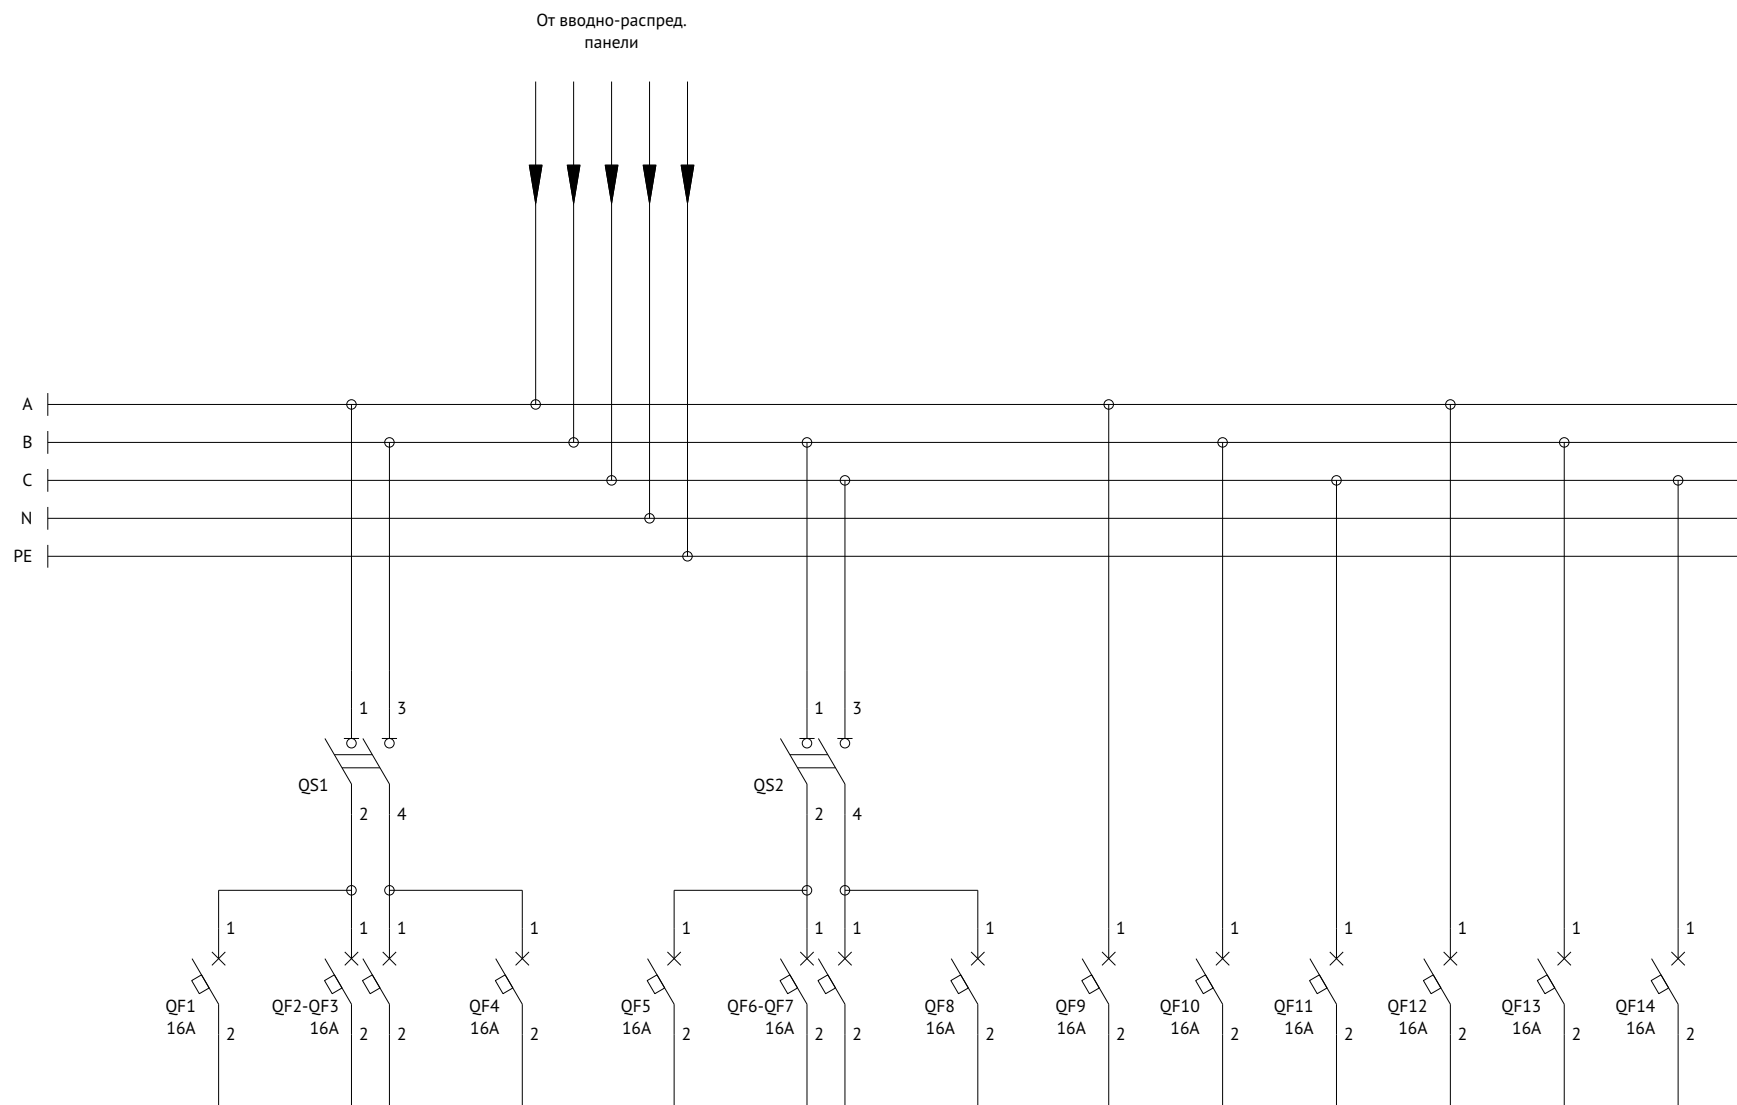 От вводно-распред.
панели
A
B
C
N
PE
1 3 1 3
QS1 QS2
2 4 2 4
1 1 1 1 1 1 1 1 1 1 1 1 1 1
QF1 QF2-QF3 QF4 QF5 QF6-QF7 QF8 QF9 QF10 QF11 QF12 QF13 QF14
16A 16A 16A 16A 16A 16A 16A 16A 16A 16A 16A 16A
2 2 2 2 2 2 2 2 2 2 2 2 2 2